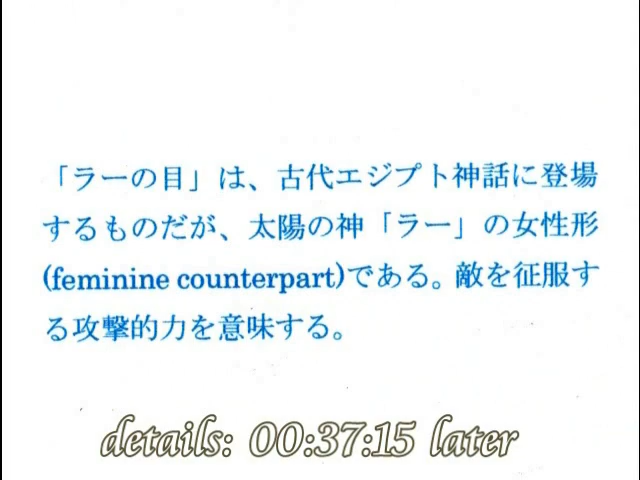 「ラーの目」は、古代エジプト神話に登場
するものだが、太陽の神「ラー」の女性形
(feminine counterpart)である。敵を征服す
る攻撃的力を意味する。
details: 00:37:15 later